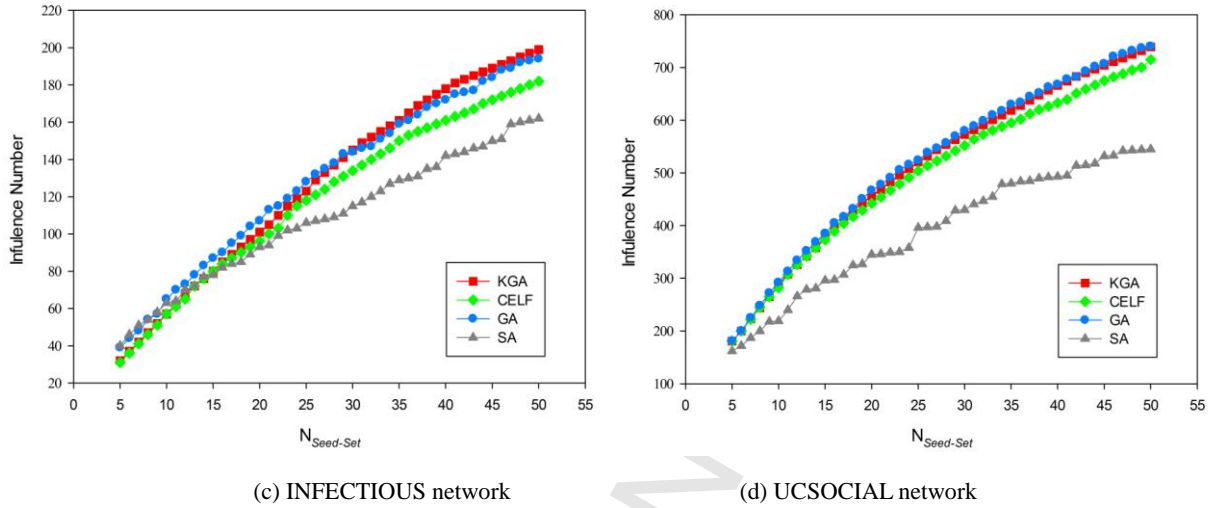 220
200
180
160
140
120
100
80
60
40
20
Infulence Number
0 5 10 15 20 25 30 35 40 45 50 55
N Seed-Set
KGA
CELF
GA
SA
(c) INFECTIOUS network
800
700
600
500
400
300
200
100
Infulence Number
0 5 10 15 20 25 30 35 40 45 50 55
N Seed-Set
KGA
CELF
GA
SA
(d) UCSOCIAL network